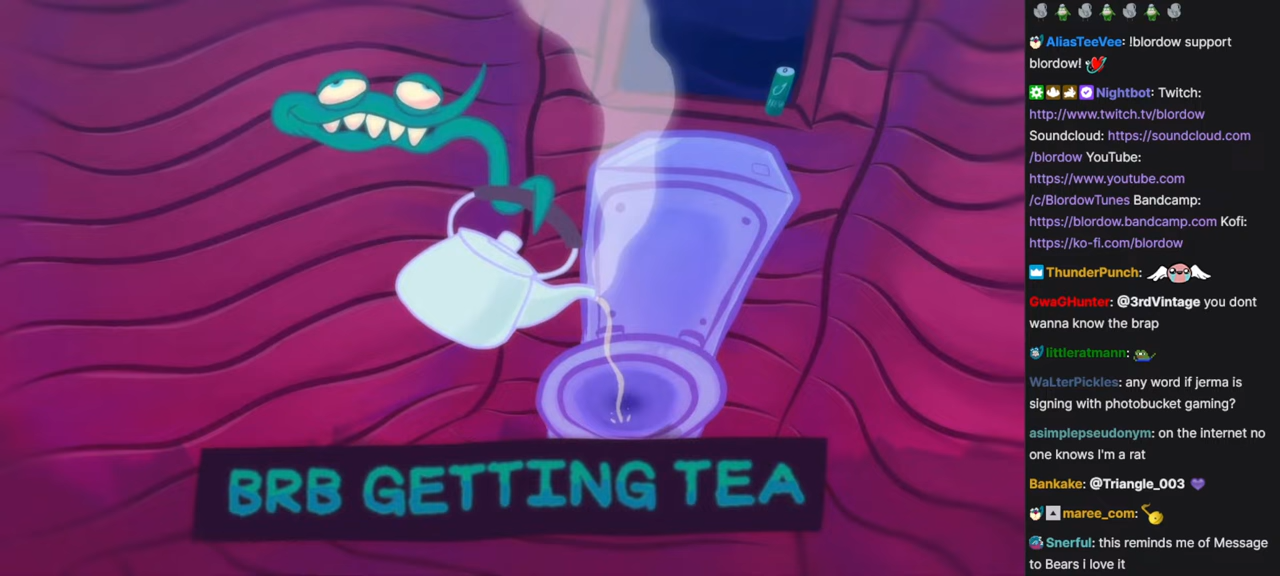 BRB GETTING TEA
AliasTeeVee: !blordow support
blordow!
Nightbot: Twitch:
http://www.twitch.tv/blordow
Soundcloud: https://soundcloud.com
/blordow YouTube:
https://www.youtube.com
/c/BlordowTunes Bandcamp:
https://blordow.bandcamp.com Kofi:
https://ko-fi.com/blordow
ThunderPunch:
GwaGHunter: @3rdVintage you dont
wanna know the brap
littleratmann:
WaLterPickles: any word if jerma is
signing with photobucket gaming?
asimplepseudonym: on the internet no
one knows I'm a rat
Bankake: @Triangle_003
maree_com:
Snerful: this reminds me of Message
to Bears i love it